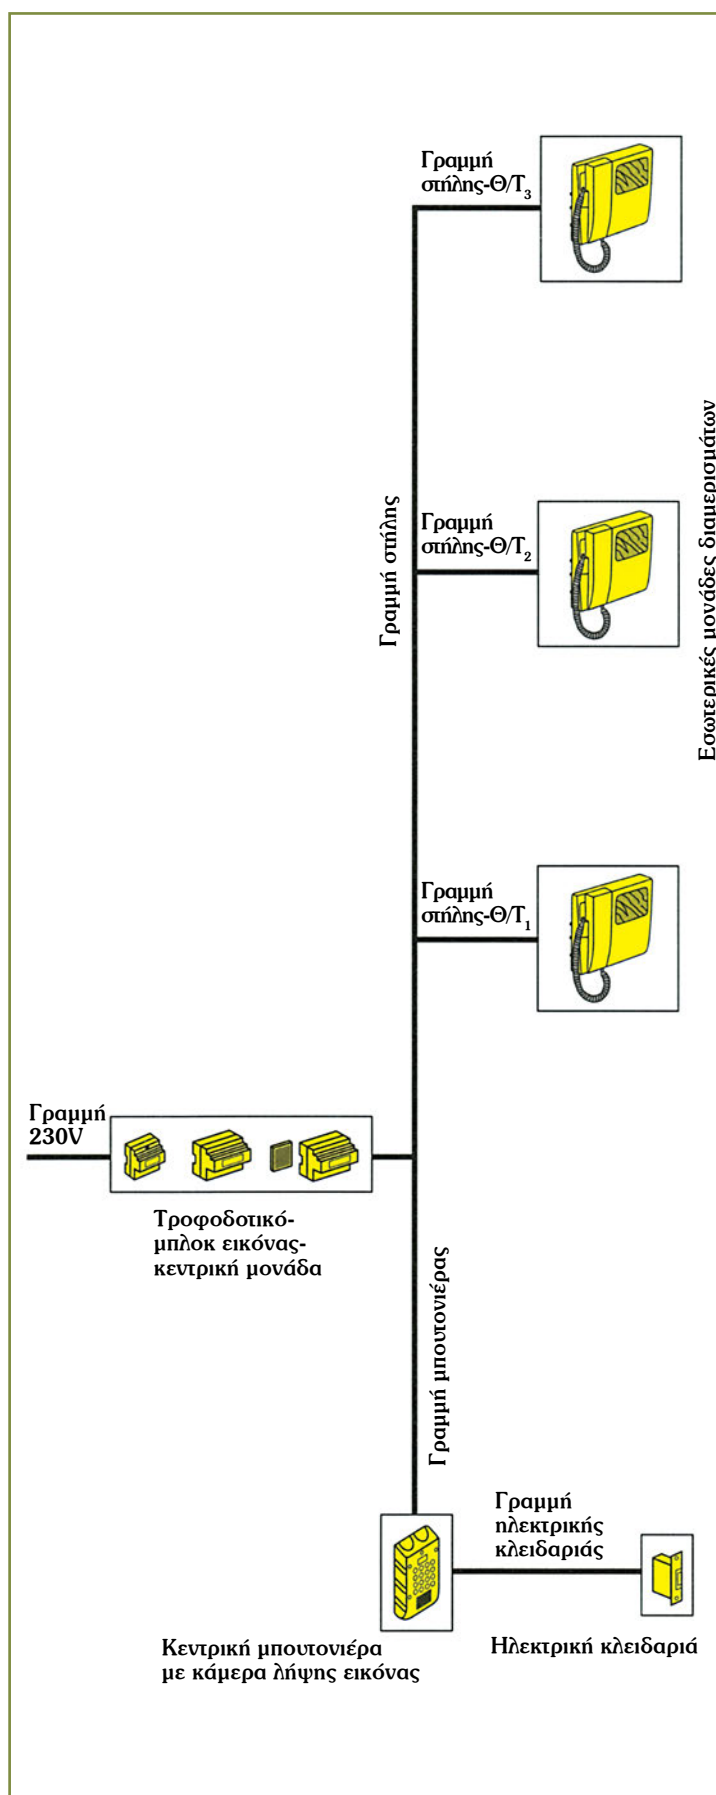 Γραμμή
στήλης-Θ/Τ3
Γραμμή στήλης
Γραμμή
στήλης-Θ/Τ2
Εσωτερικές μονάδες διαμερισμάτων
Γραμμή
στήλης-Θ/Τ1
Γραμμή
230V
Τροφοδοτικό-
μπλοκ εικόνας-
κεντρική μονάδα
Γραμμή μπουτονιέρας
Γραμμή
ηλεκτρικής
κλειδαριάς
Κεντρική μπουτονιέρα
με κάμερα λήψης εικόνας
Ηλεκτρική κλειδαριά